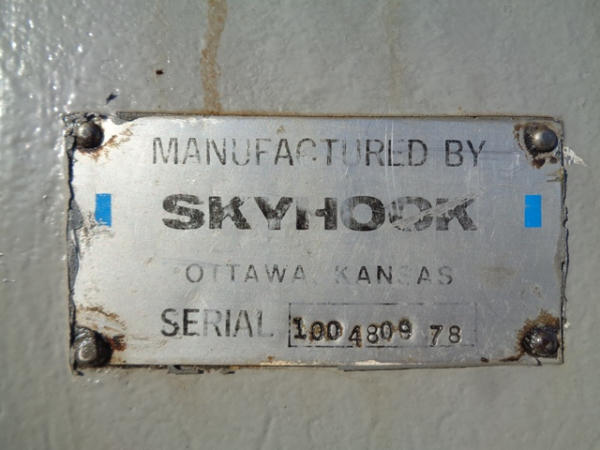 MANUFACTURED BY
SKYHOOK
OTTAWA, KANSAS
SERIAL 1004809 78